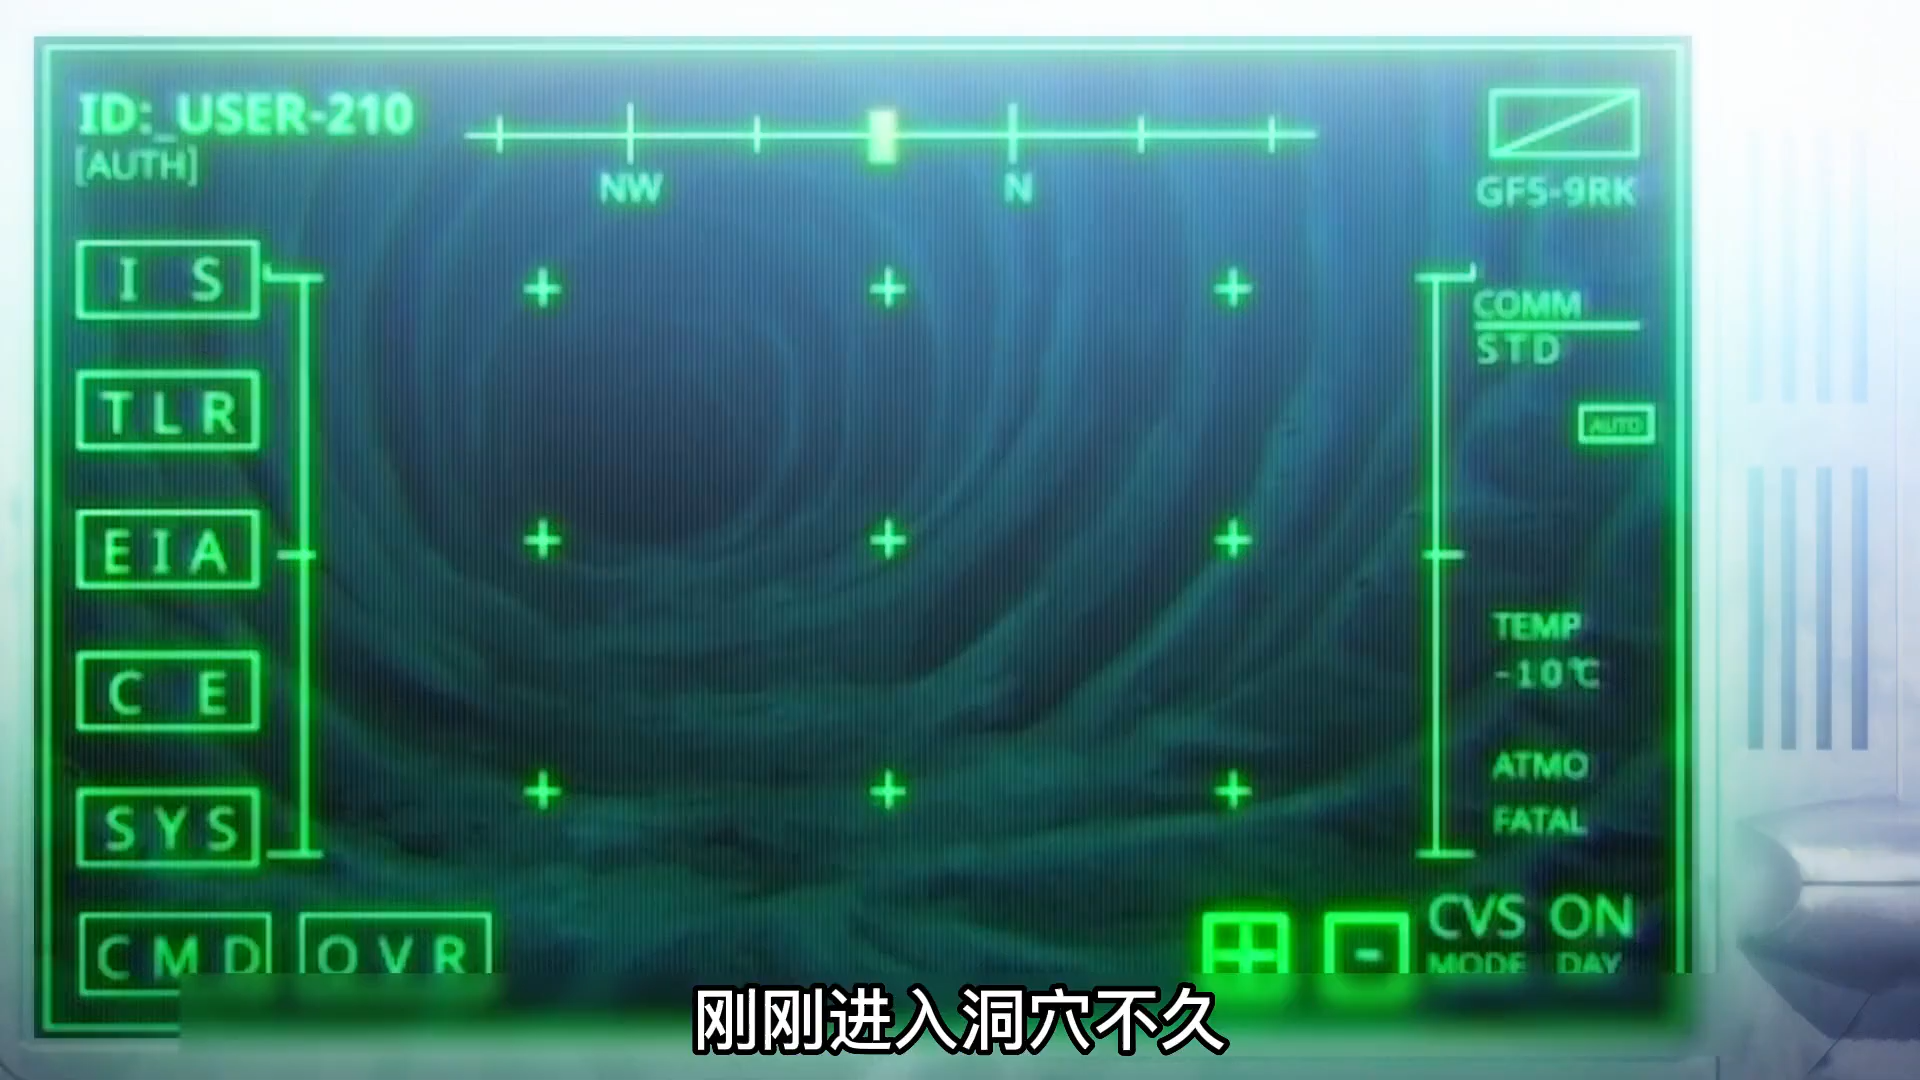 ID:_USER-210
[AUTH]
NW
N
GF5-9RK
I S
TLR
EIA
C E
SYS
CMD
OVR
COMM
STD
AUTO
TEMP
-10℃
ATMO
FATAL
+
-
CVS ON
MODE DAY
刚刚进入洞穴不久